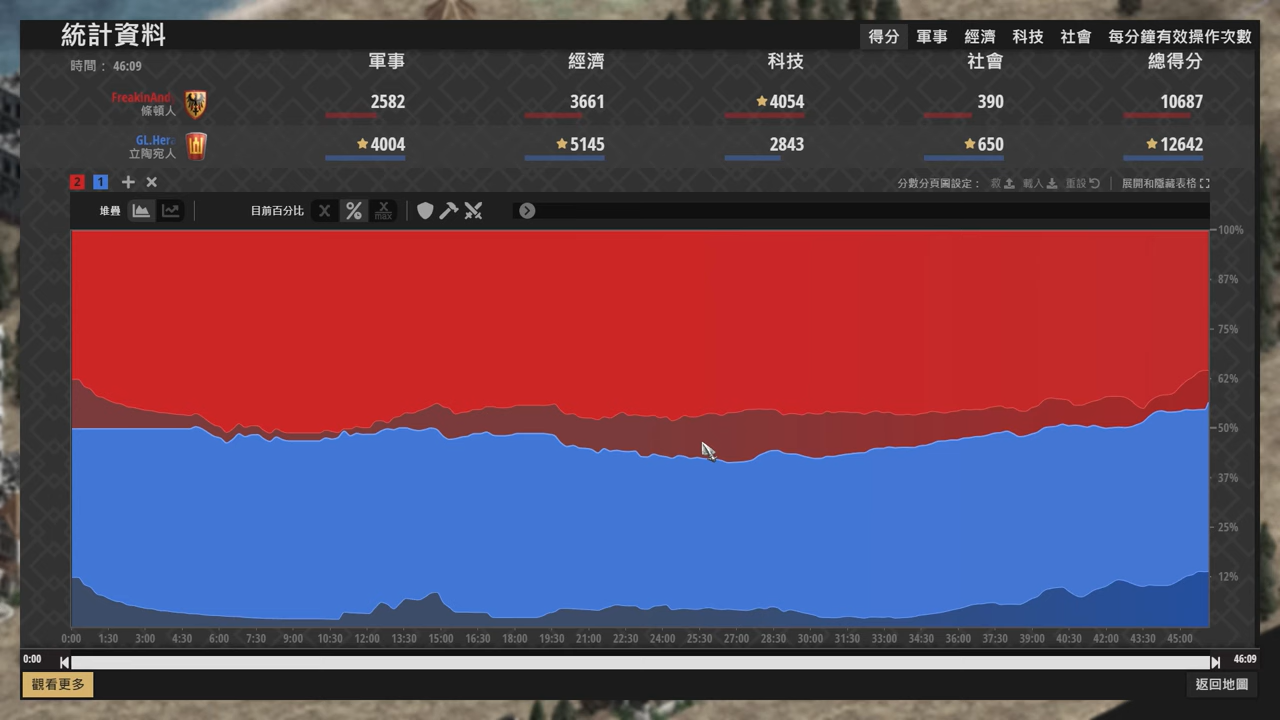 統計資料
得分 軍事 經濟 科技 社會 每分鐘有效操作次數
時間： 46:09
軍事 經濟 科技 社會 總得分
FreakinAnd
條頓人
2582 3661 4054 390 10687
GL.Hera
立陶宛人
4004 5145 2843 650 12642
2 1
分數分頁圖設定： 載入 重設 展開和隱藏表格
堆疊 目前百分比 X % X max
100%
87%
75%
62%
50%
37%
25%
12%
0:00 1:30 3:00 4:30 6:00 7:30 9:00 10:30 12:00 13:30 15:00 16:30 18:00 19:30 21:00 22:30 24:00 25:30 27:00 28:30 30:00 31:30 33:00 34:30 36:00 37:30 39:00 40:30 42:00 43:30 45:00
0:00 46:09
觀看更多 返回地圖